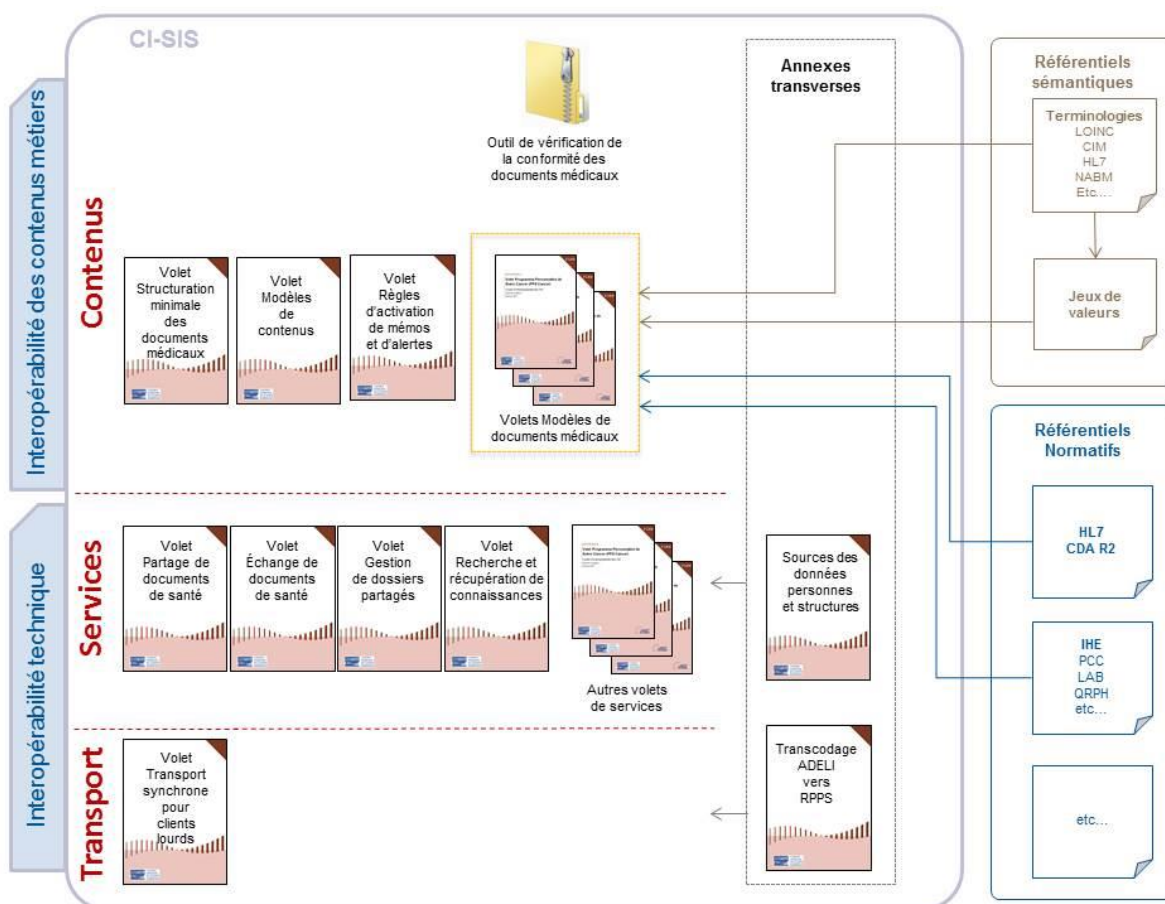 CI-SIS
Interopérabilité des contenus métiers
Interopérabilité technique
Contenus
Services
Transport
Outil de vérification de
la conformité des
documents médicaux
Annexes
transverses
Volet
Structuration
minimale
des
documents
médicaux
Volet
Modèles
de
contenus
Volet
Règles
d'activation
de mémos
et d'alertes
Volets Modèles de
documents médicaux
Volet
Partage de
documents
de santé
Volet
Échange de
documents
de santé
Volet
Gestion
de dossiers
partagés
Volet
Recherche et
récupération de
connaissances
Autres volets
de services
Sources des
données
personnes
et structures
Volet
Transport
synchrone
pour
clients
lourds
Transcodage
ADELI
vers
RPPS
Référentiels
sémantiques
Terminologies
LOINC
CIM
HL7
NABM
Etc....
Jeux de
valeurs
Référentiels
Normatifs
HL7
CDA R2
IHE
PCC
LAB
QRPH
etc...
etc...